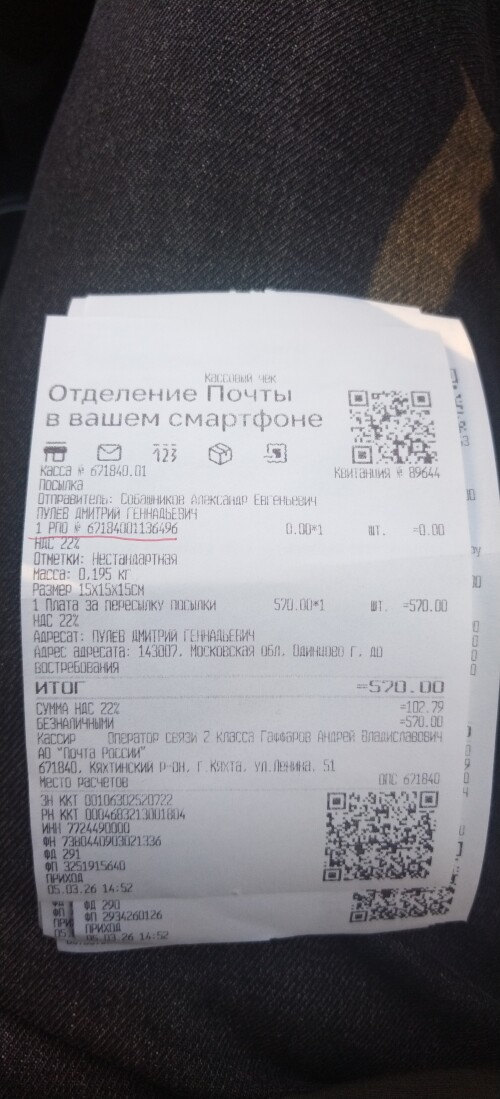 Кассовый чек
Отделение Почты
в вашем смартфоне
123
Касса № 671840.01 Квитанция № 89644
Посылка
Отправитель: Собашников Александр Евгеньевич
ПУЛЕВ ДМИТРИЙ ГЕННАДЬЕВИЧ
1 РПО № 67184001136496 0.00*1 шт. =0.00
НДС 22%
Отметки: Нестандартная
Масса: 0,195 кг
Размер 15х15х15см
1 Плата за пересылку посылки 570.00*1 шт. =570.00
НДС 22%
Адресат: ПУЛЕВ ДМИТРИЙ ГЕННАДЬЕВИЧ
Адрес адресата: 143007, Московская обл, Одинцово г, до
востребования
ИТОГ =570.00
СУММА НДС 22% =102.79
БЕЗНАЛИЧНЫМИ =570.00
Кассир Оператор связи 2 класса Гаффаров Андрей Владиславович
АО "Почта России"
671840, Кяхтинский р-он, г.Кяхта, ул.Ленина, 51
Место расчетов ОПС 671840
ЗН ККТ 00106302520722
РН ККТ 0004683213001804
ИНН 7724490000
ФН 7380440903021336
ФД 291
ФП 3251915640
ПРИХОД
05.03.26 14:52
ФД 290
ФП 2934260126
ПРИХОД
05.03.26 14:52